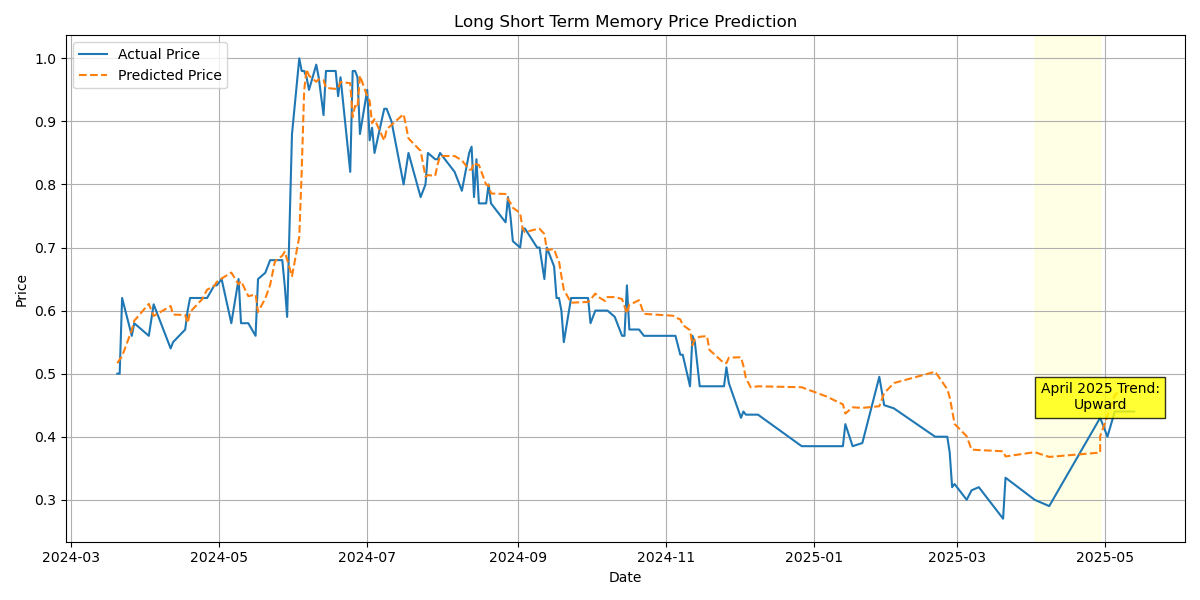 Long Short Term Memory Price Prediction
Actual Price
Predicted Price
1.0
0.9
0.8
0.7
0.6
0.5
0.4
0.3
Price
April 2025 Trend:
Upward
2024-03
2024-05
2024-07
2024-09
2024-11
2025-01
2025-03
2025-05
Date